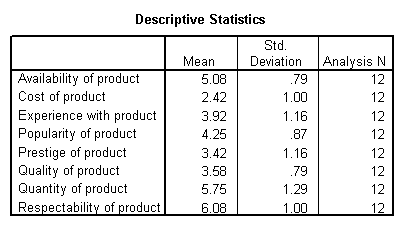 Descriptive Statistics
Mean Std. Deviation Analysis N
Availability of product 5.08 .79 12
Cost of product 2.42 1.00 12
Experience with product 3.92 1.16 12
Popularity of product 4.25 .87 12
Prestige of product 3.42 1.16 12
Quality of product 3.58 .79 12
Quantity of product 5.75 1.29 12
Respectability of product 6.08 1.00 12